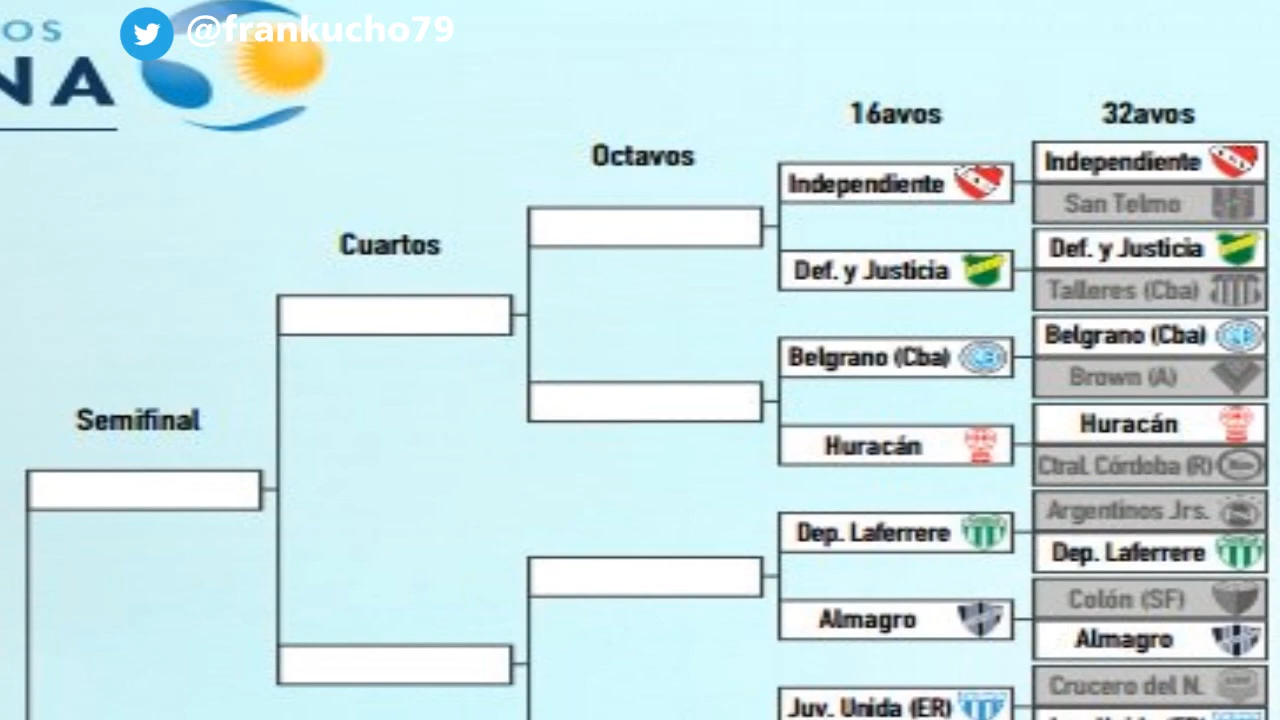 OS
NA
@frankucho79
Semifinal
Cuartos
Octavos
16avos
Independiente
Def. y Justicia
Belgrano (Cba)
Huracán
Dep. Laferrere
Almagro
Juv. Unida (ER)
32avos
Independiente
San Telmo
Def. y Justicia
Talleres (Cba)
Belgrano (Cba)
Brown (A)
Huracán
Ctral. Córdoba (R)
Argentinos Jrs.
Dep. Laferrere
Colón (SF)
Almagro
Crucero del N.